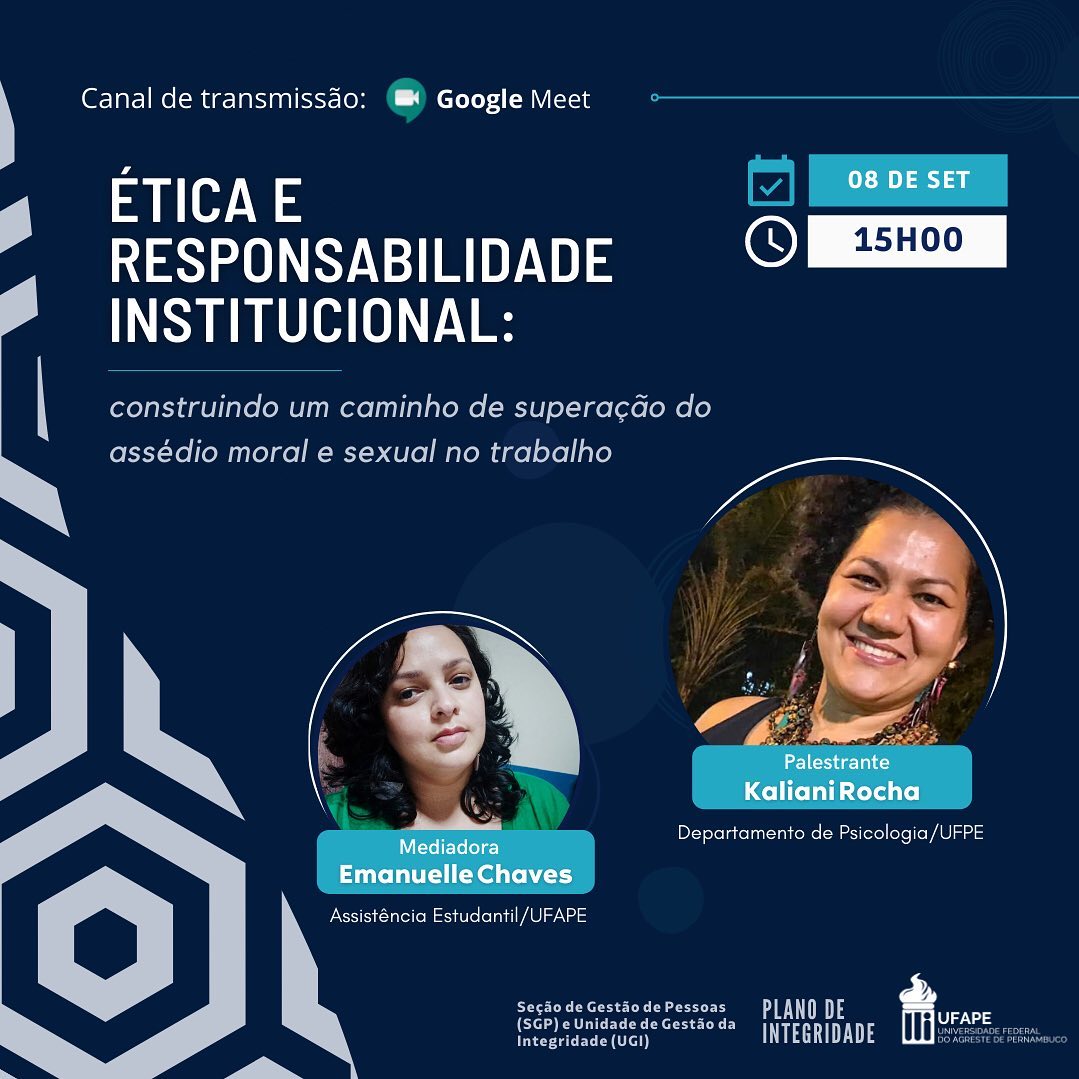 Canal de transmissão: Google Meet
08 DE SET
15H00
ÉTICA E
RESPONSABILIDADE
INSTITUCIONAL:
construindo um caminho de superação do
assédio moral e sexual no trabalho
Palestrante
Kaliani Rocha
Departamento de Psicologia/UFPE
Mediadora
Emanuelle Chaves
Assistência Estudantil/UFAPE
Seção de Gestão de Pessoas
(SGP) e Unidade de Gestão da
Integridade (UGI)
PLANO DE
INTEGRIDADE
UFAPE
UNIVERSIDADE FEDERAL
DO AGRESTE DE PERNAMBUCO